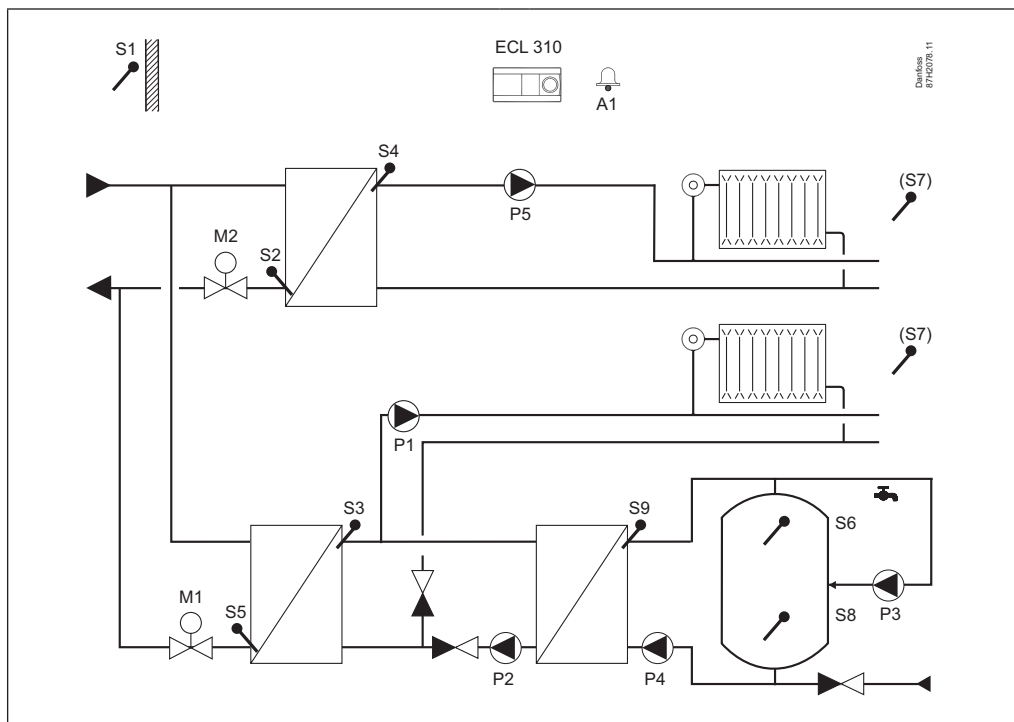 S1
ECL 310
A1
Danfoss
87H2078.11
S4
P5
(S7)
M2
S2
(S7)
P1
S3
S9
S6
M1
S5
S8
P3
P2
P4